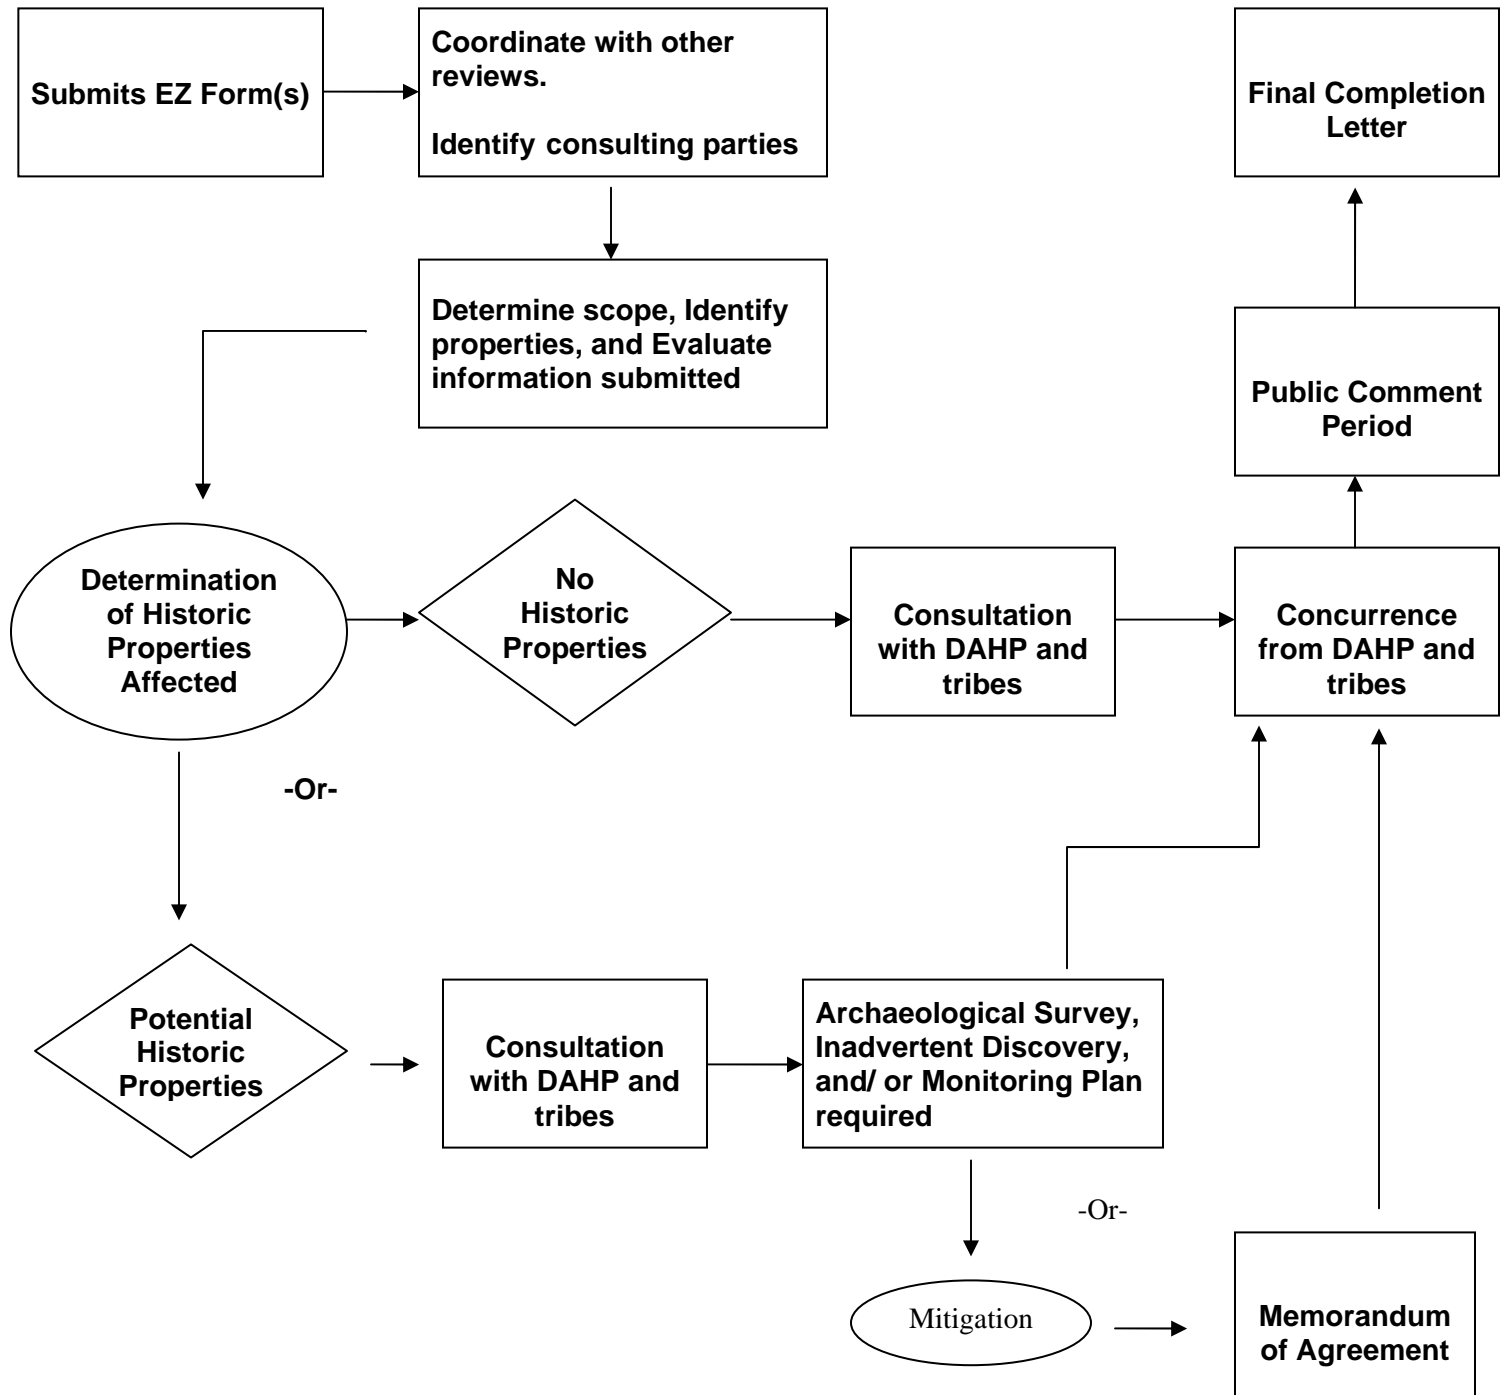 Submits EZ Form(s)
Coordinate with other
reviews.
Identify consulting parties
Final Completion
Letter
Determine scope, Identify
properties, and Evaluate
information submitted
Public Comment
Period
Determination
of Historic
Properties
Affected
No
Historic
Properties
Consultation
with DAHP and
tribes
Concurrence
from DAHP and
tribes
-Or-
Potential
Historic
Properties
Consultation
with DAHP and
tribes
Archaeological Survey,
Inadvertent Discovery,
and/ or Monitoring Plan
required
-Or-
Mitigation
Memorandum
of Agreement